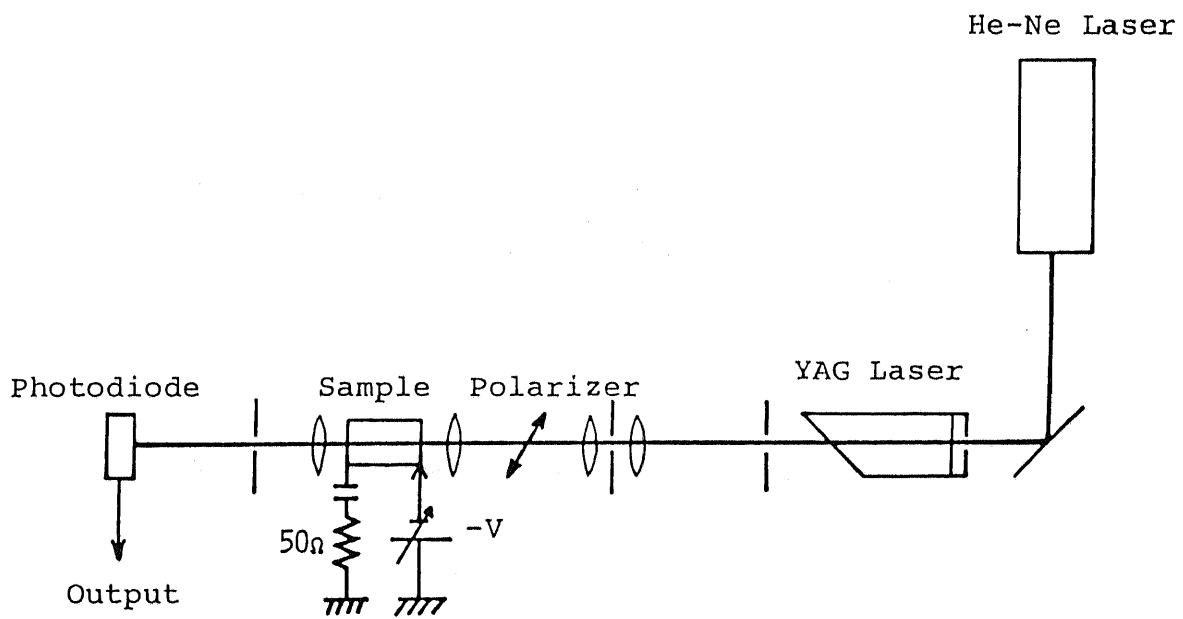 He-Ne Laser
YAG Laser
Photodiode
Sample
Polarizer
-V
50Ω
Output